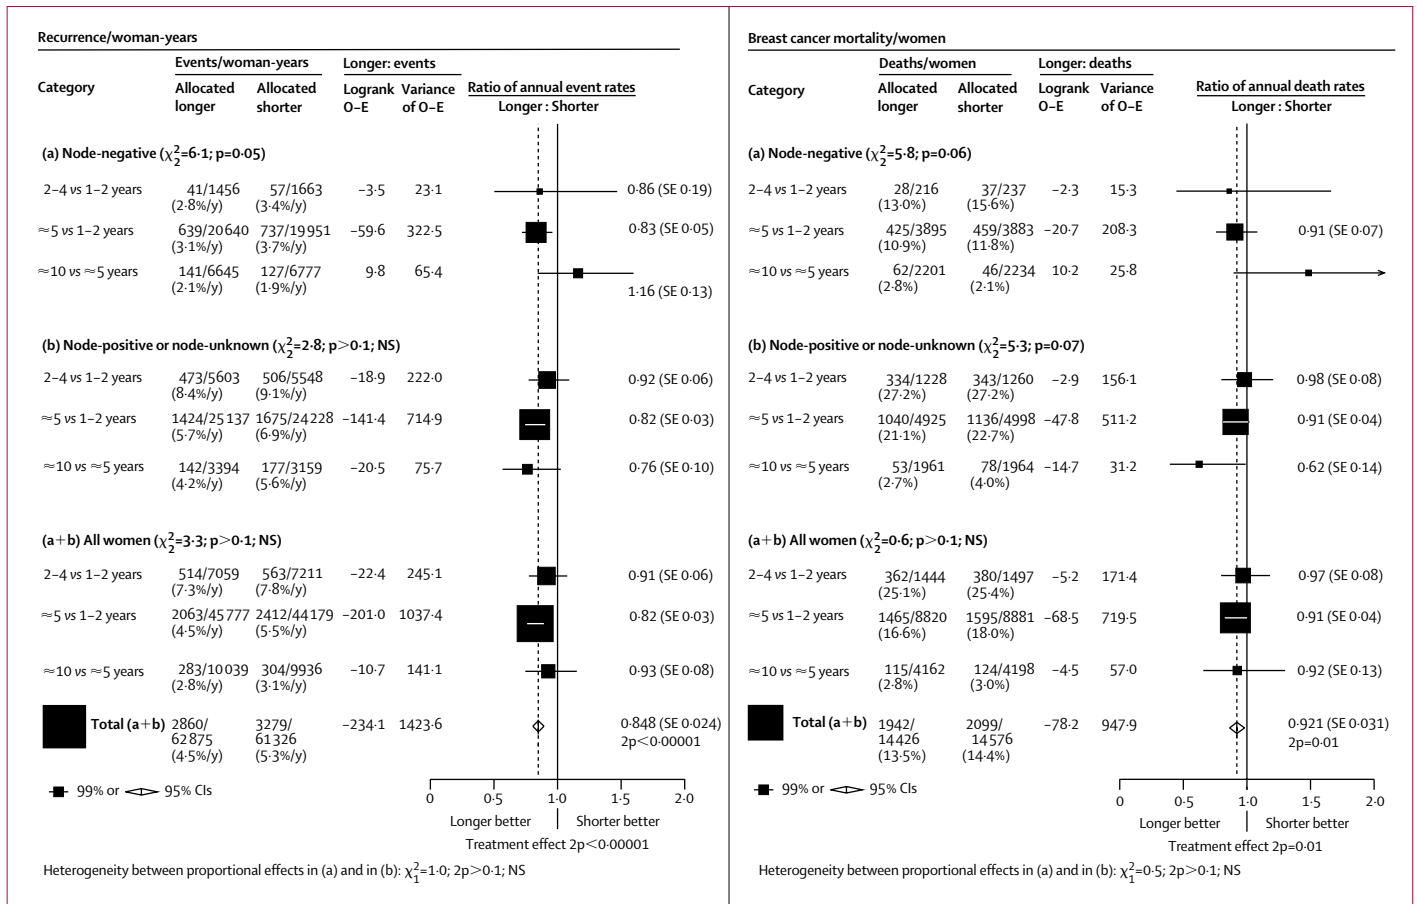 Recurrence/woman-years
Events/woman-years Longer: events
Category Allocated Allocated Logrank Variance Ratio of annual event rates
longer shorter O–E of O–E Longer : Shorter
(a) Node-negative (χ²₂=6·1; p=0·05)
2–4 vs 1–2 years 41/1456 57/1663 −3·5 23·1 0·86 (SE 0·19)
(2·8%/y) (3·4%/y)
≈5 vs 1–2 years 639/20 640 737/19 951 −59·6 322·5 0·83 (SE 0·05)
(3·1%/y) (3·7%/y)
≈10 vs ≈5 years 141/6645 127/6777 9·8 65·4
(2·1%/y) (1·9%/y) 1·16 (SE 0·13)
(b) Node-positive or node-unknown (χ²₂=2·8; p>0·1; NS)
2–4 vs 1–2 years 473/5603 506/5548 −18·9 222·0 0·92 (SE 0·06)
(8·4%/y) (9·1%/y)
≈5 vs 1–2 years 1424/25 137 1675/24 228 −141·4 714·9 0·82 (SE 0·03)
(5·7%/y) (6·9%/y)
≈10 vs ≈5 years 142/3394 177/3159 −20·5 75·7 0·76 (SE 0·10)
(4·2%/y) (5·6%/y)
(a+b) All women (χ²₂=3·3; p>0·1; NS)
2–4 vs 1–2 years 514/7059 563/7211 −22·4 245·1 0·91 (SE 0·06)
(7·3%/y) (7·8%/y)
≈5 vs 1–2 years 2063/45 777 2412/44 179 −201·0 1037·4 0·82 (SE 0·03)
(4·5%/y) (5·5%/y)
≈10 vs ≈5 years 283/10 039 304/9936 −10·7 141·1 0·93 (SE 0·08)
(2·8%/y) (3·1%/y)
Total (a+b) 2860/ 3279/ −234·1 1423·6 0·848 (SE 0·024)
62 875 61 326 2p<0·00001
(4·5%/y) (5·3%/y)
99% or 95% CIs
0 0·5 1·0 1·5 2·0
Longer better Shorter better
Treatment effect 2p<0·00001
Heterogeneity between proportional effects in (a) and in (b): χ²₁=1·0; 2p>0·1; NS
Breast cancer mortality/women
Deaths/women Longer: deaths
Category Allocated Allocated Logrank Variance Ratio of annual death rates
longer shorter O–E of O–E Longer : Shorter
(a) Node-negative (χ²₂=5·8; p=0·06)
2–4 vs 1–2 years 28/216 37/237 −2·3 15·3
(13·0%) (15·6%)
≈5 vs 1–2 years 425/3895 459/3883 −20·7 208·3 0·91 (SE 0·07)
(10·9%) (11·8%)
≈10 vs ≈5 years 62/2201 46/2234 10·2 25·8
(2·8%) (2·1%)
(b) Node-positive or node-unknown (χ²₂=5·3; p=0·07)
2–4 vs 1–2 years 334/1228 343/1260 −2·9 156·1 0·98 (SE 0·08)
(27·2%) (27·2%)
≈5 vs 1–2 years 1040/4925 1136/4998 −47·8 511·2 0·91 (SE 0·04)
(21·1%) (22·7%)
≈10 vs ≈5 years 53/1961 78/1964 −14·7 31·2 0·62 (SE 0·14)
(2·7%) (4·0%)
(a+b) All women (χ²₂=0·6; p>0·1; NS)
2–4 vs 1–2 years 362/1444 380/1497 −5·2 171·4 0·97 (SE 0·08)
(25·1%) (25·4%)
≈5 vs 1–2 years 1465/8820 1595/8881 −68·5 719·5 0·91 (SE 0·04)
(16·6%) (18·0%)
≈10 vs ≈5 years 115/4162 124/4198 −4·5 57·0 0·92 (SE 0·13)
(2·8%) (3·0%)
Total (a+b) 1942/ 2099/ −78·2 947·9 0·921 (SE 0·031)
14 426 14 576 2p=0·01
(13·5%) (14·4%)
99% or 95% CIs
0 0·5 1·0 1·5 2·0
Longer better Shorter better
Treatment effect 2p=0·01
Heterogeneity between proportional effects in (a) and in (b): χ²₁=0·5; 2p>0·1; NS